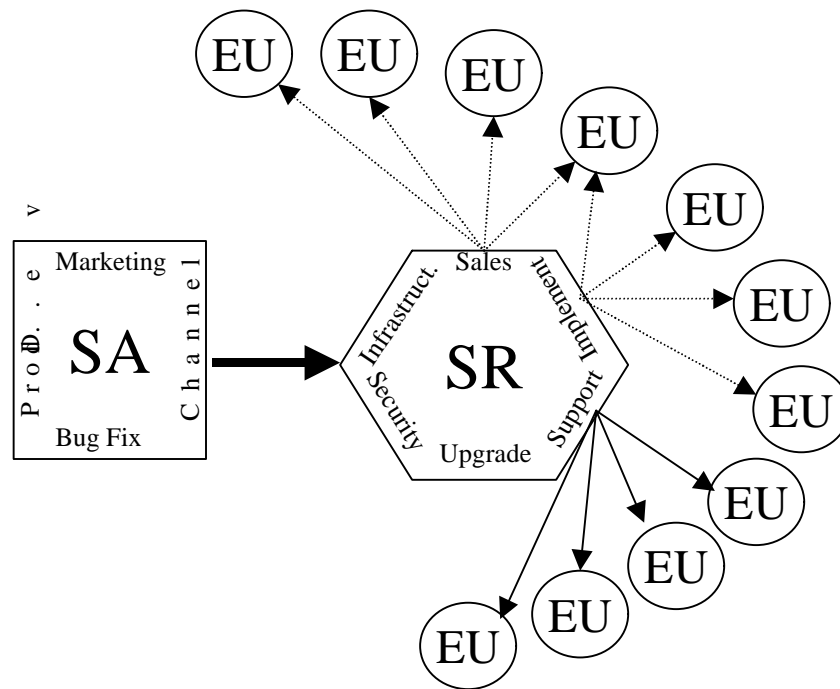 EU
EU
EU
EU
EU
EU
EU
EU
EU
EU
EU
Prod. Dev.
Marketing
Channel
SA
Bug Fix
Infrastruct.
Sales
Implement
SR
Security
Upgrade
Support